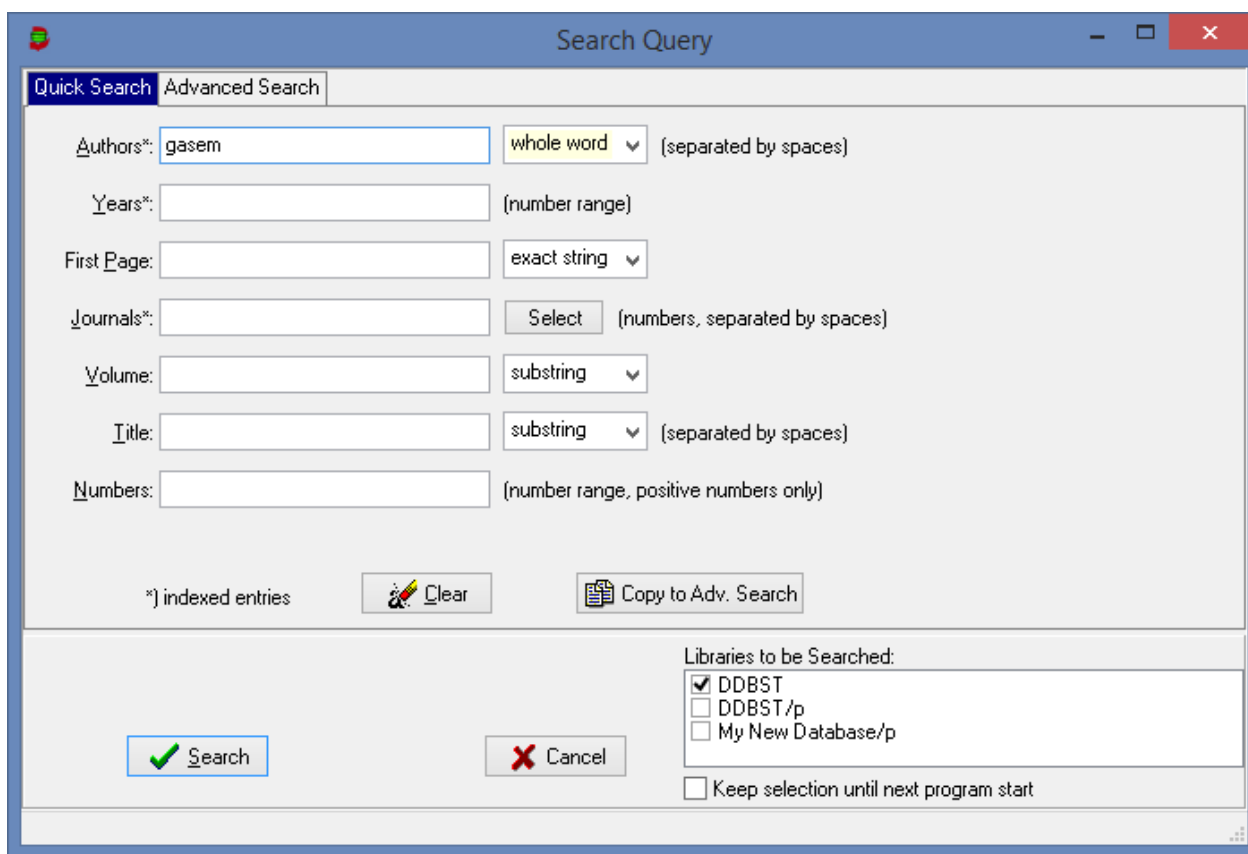 Search Query
Quick Search Advanced Search
Authors*: gasem whole word (separated by spaces)
Years*: (number range)
First Page: exact string
Journals*: Select (numbers, separated by spaces)
Volume: substring
Title: substring (separated by spaces)
Numbers: (number range, positive numbers only)
*) indexed entries Clear Copy to Adv. Search
Libraries to be Searched:
DDBST
DDBST/p
My New Database/p
Search Cancel
Keep selection until next program start